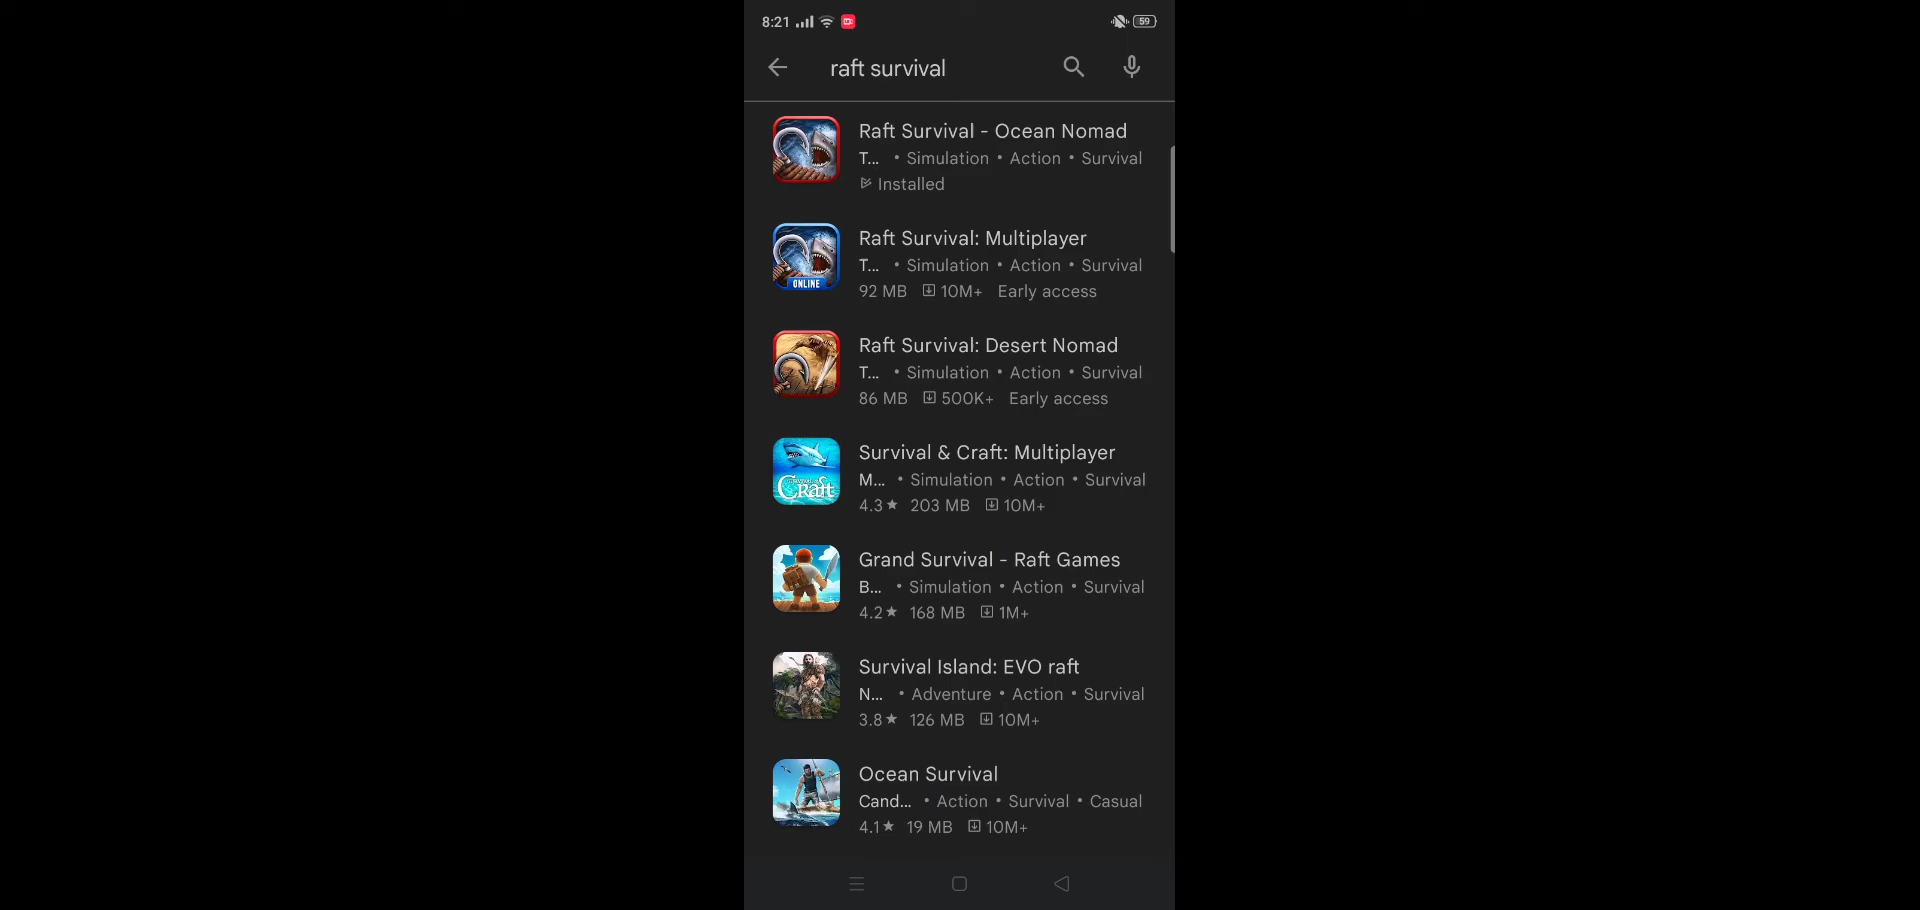 8:21 59
raft survival
Raft Survival - Ocean Nomad
T... • Simulation • Action • Survival
Installed
Raft Survival: Multiplayer
T... • Simulation • Action • Survival
ONLINE
92 MB 10M+ Early access
Raft Survival: Desert Nomad
T... • Simulation • Action • Survival
86 MB 500K+ Early access
Survival & Craft: Multiplayer
M... • Simulation • Action • Survival
CRaft
4.3★ 203 MB 10M+
Grand Survival - Raft Games
B... • Simulation • Action • Survival
4.2★ 168 MB 1M+
Survival Island: EVO raft
N... • Adventure • Action • Survival
3.8★ 126 MB 10M+
Ocean Survival
Cand... • Action • Survival • Casual
4.1★ 19 MB 10M+